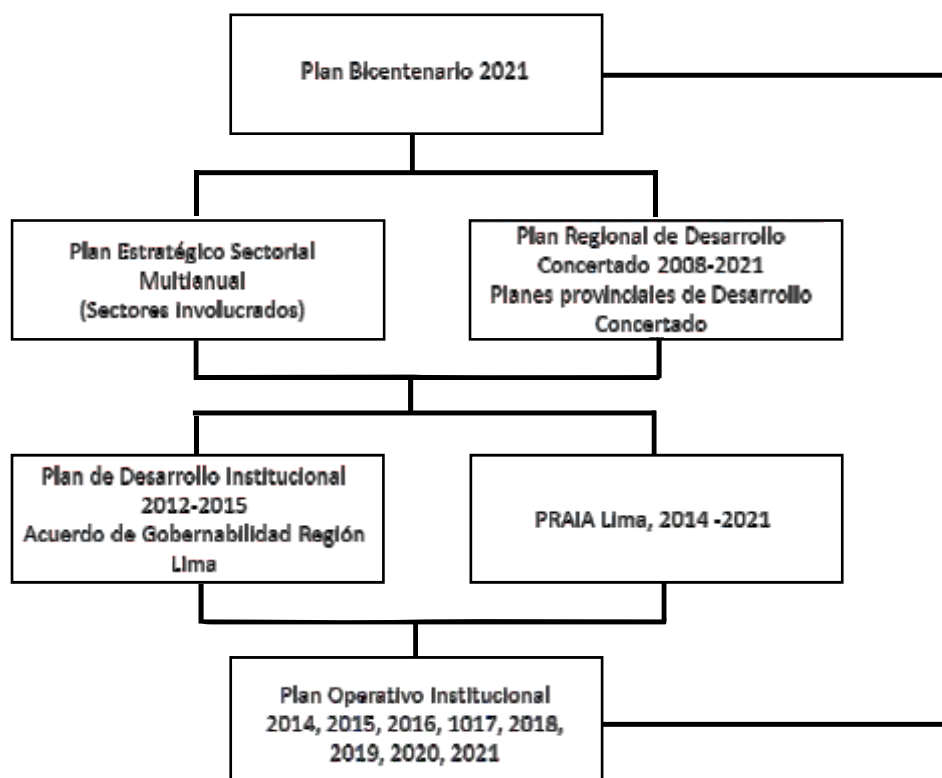 Plan Bicentenario 2021
Plan Estratégico Sectorial
Multianual
(Sectores Involucrados)
Plan Regional de Desarrollo
Concertado 2008-2021
Planes provinciales de Desarrollo
Concertado
Plan de Desarrollo Institucional
2012-2015
Acuerdo de Gobernabilidad Región
Lima
PRAIA Lima, 2014 -2021
Plan Operativo Institucional
2014, 2015, 2016, 1017, 2018,
2019, 2020, 2021